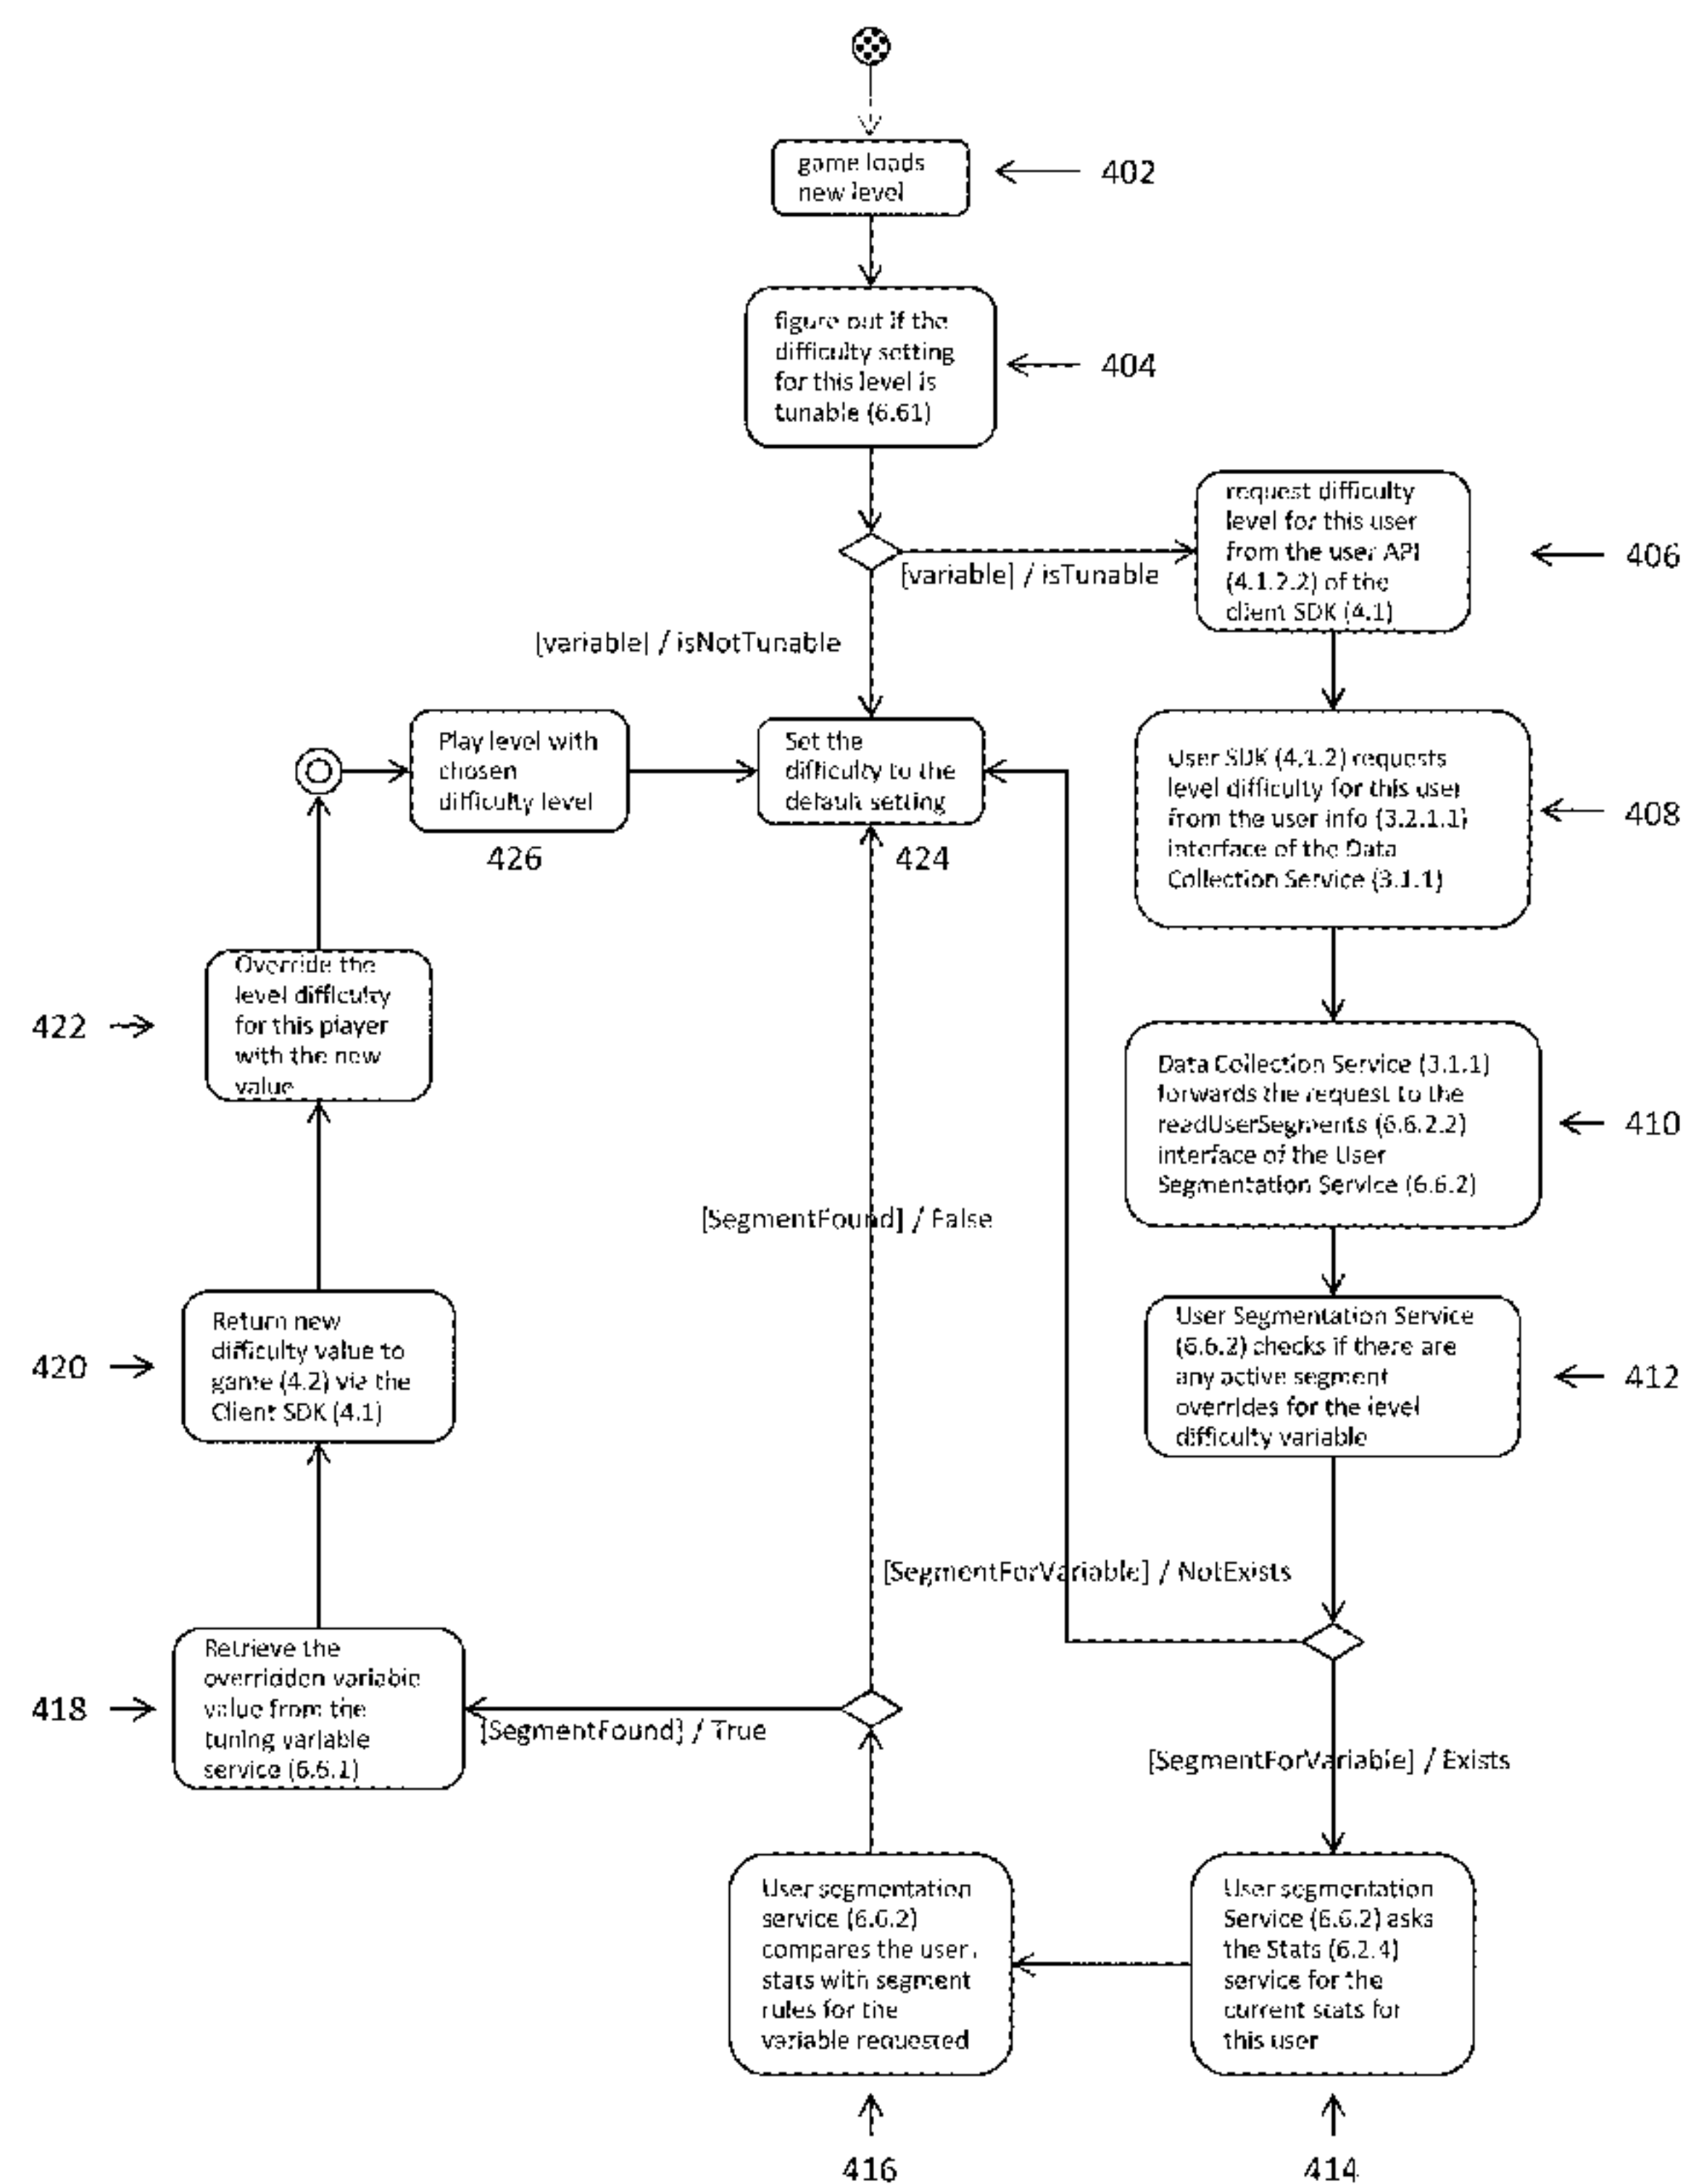 game loads
new level
402
figure out if the
difficulty setting
for this level is
tunable (6.61)
404
[variable] / isTunable
request difficulty
level for this user
from the user API
(4.1.2.2) of the
client SDK (4.1)
406
[variable] / isNotTunable
Play level with
chosen
difficulty level
426
Set the
difficulty to the
default setting
424
User SDK (4.1.2) requests
level difficulty for this user
from the user info (3.2.1.1)
interface of the Data
Collection Service (3.1.1)
408
Override the
level difficulty
for this player
with the new
value
422
Data Collection Service (3.1.1)
forwards the request to the
readUserSegments (6.6.2.2)
interface of the User
Segmentation Service (6.6.2)
410
[SegmentFound] / False
Return new
difficulty value to
game (4.2) via the
Client SDK (4.1)
420
User Segmentation Service
(6.6.2) checks if there are
any active segment
overrides for the level
difficulty variable
412
[SegmentForVariable] / NotExists
Retrieve the
overridden variable
value from the
tuning variable
service (6.6.1)
418
[SegmentFound] / True
[SegmentForVariable] / Exists
User segmentation
service (6.6.2)
compares the user
stats with segment
rules for the
variable requested
416
User segmentation
Service (6.6.2) asks
the Stats (6.2.4)
service for the
current stats for
this user
414